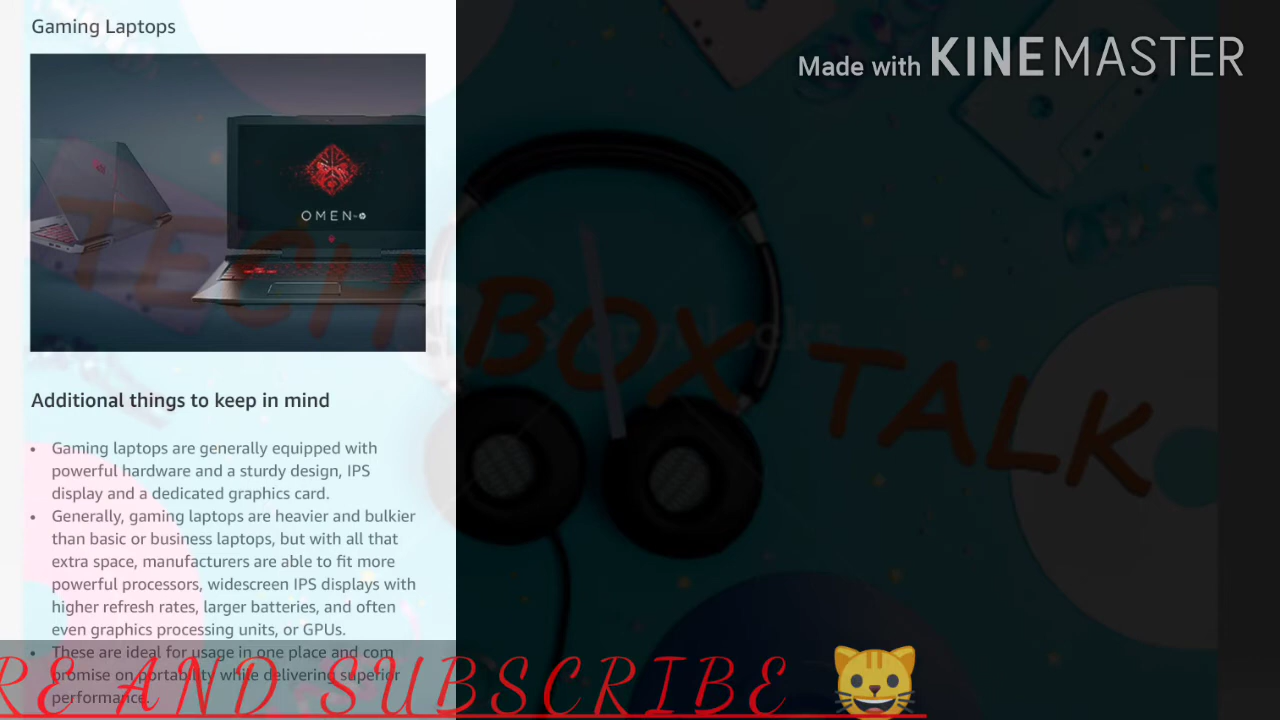 Gaming Laptops
Made with KINEMASTER
OMEN
TECH BOX TALK
Additional things to keep in mind
• Gaming laptops are generally equipped with
powerful hardware and a sturdy design, IPS
display and a dedicated graphics card.
• Generally, gaming laptops are heavier and bulkier
than basic or business laptops, but with all that
extra space, manufacturers are able to fit more
powerful processors, widescreen IPS displays with
higher refresh rates, larger batteries, and often
even graphics processing units, or GPUs.
• These are ideal for usage in one place and com
promise on portability while delivering superior
performance.
RE AND SUBSCRIBE